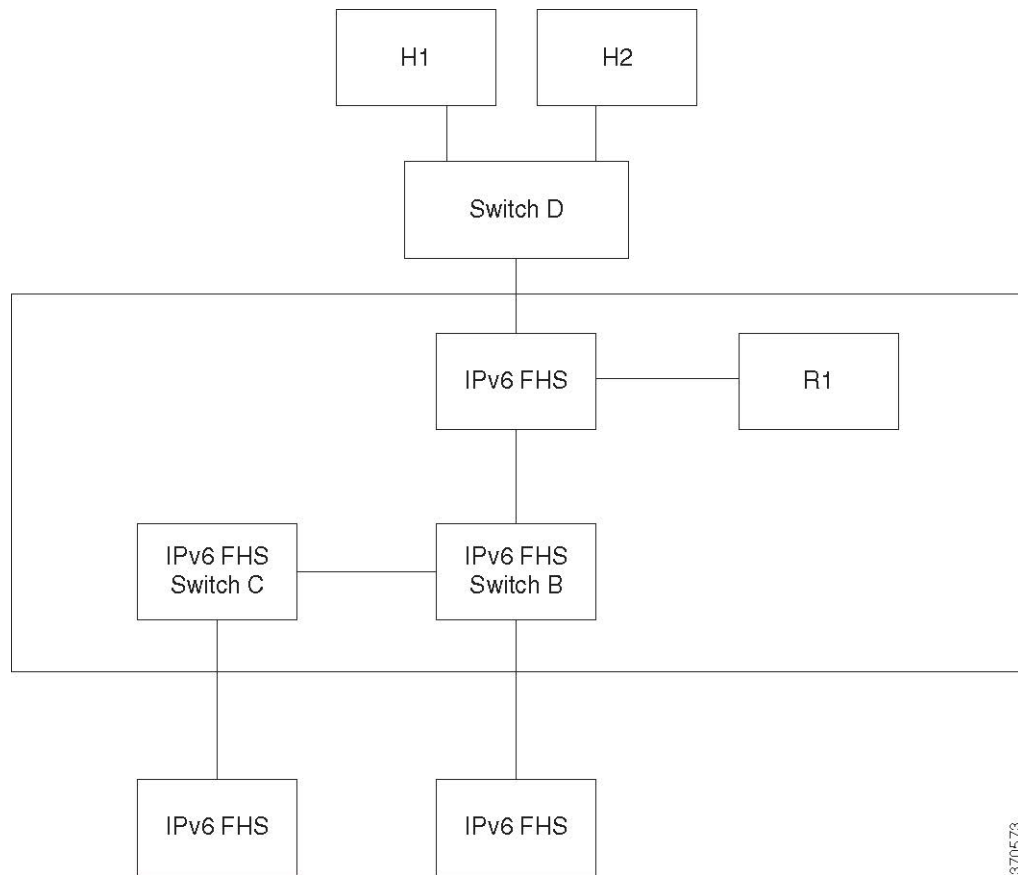 H1
H2
Switch D
IPv6 FHS
R1
IPv6 FHS
Switch C
IPv6 FHS
Switch B
IPv6 FHS
IPv6 FHS
370573